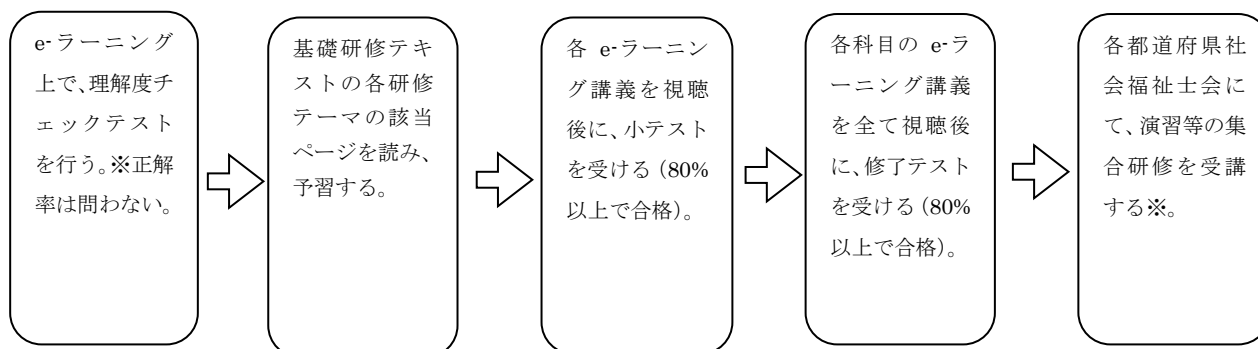 e-ラーニング
上で、理解度チ
ェックテスト
を行う。※正解
率は問わない。
基礎研修テキ
ストの各研修
テーマの該当
ページを読み、
予習する。
各 e-ラーニン
グ講義を視聴
後に、小テスト
を受ける（80%
以上で合格）。
各科目の e-ラ
ーニング講義
を全て視聴後
に、修了テスト
を受ける（80%
以上で合格）。
各都道府県社
会福祉士会に
て、演習等の集
合研修を受講
する※。